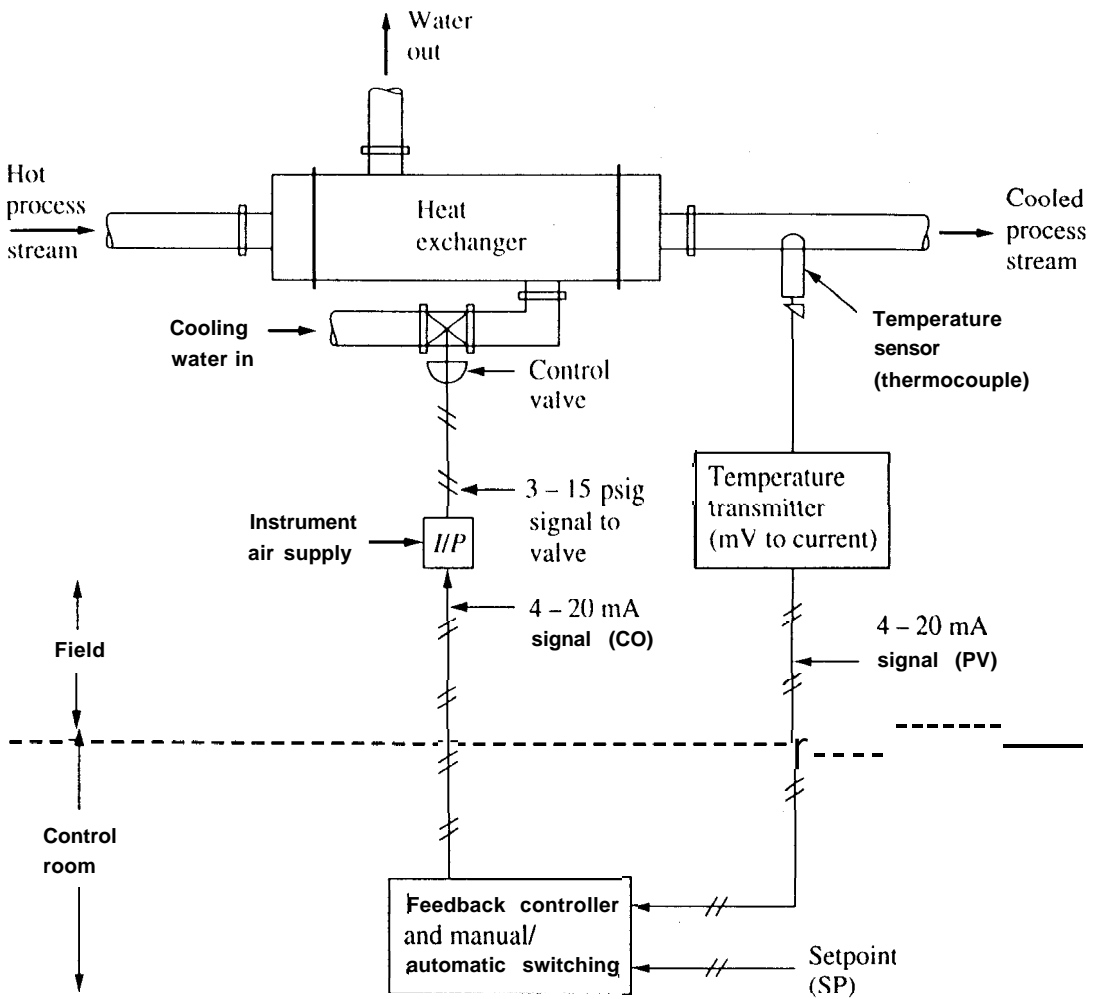 Water
out
Hot
process
stream
Heat
exchanger
Cooled
process
stream
Cooling
water in
Control
valve
Temperature
sensor
(thermocouple)
Temperature
transmitter
(mV to current)
3 – 15 psig
signal to
valve
Instrument
air supply
I/P
4 – 20 mA
signal (CO)
4 – 20 mA
signal (PV)
Field
Control
room
Feedback controller
and manual/
automatic switching
Setpoint
(SP)